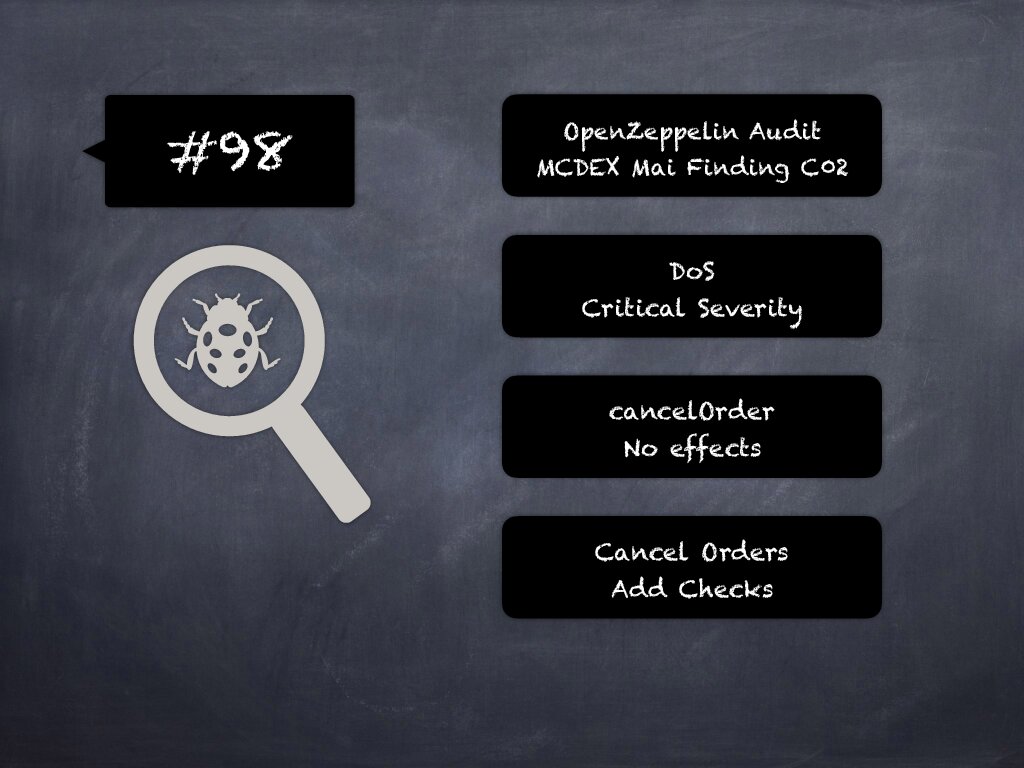 #98
OpenZeppelin Audit
MCDEX Mai Finding C02
DoS
Critical Severity
cancelOrder
No effects
Cancel Orders
Add Checks